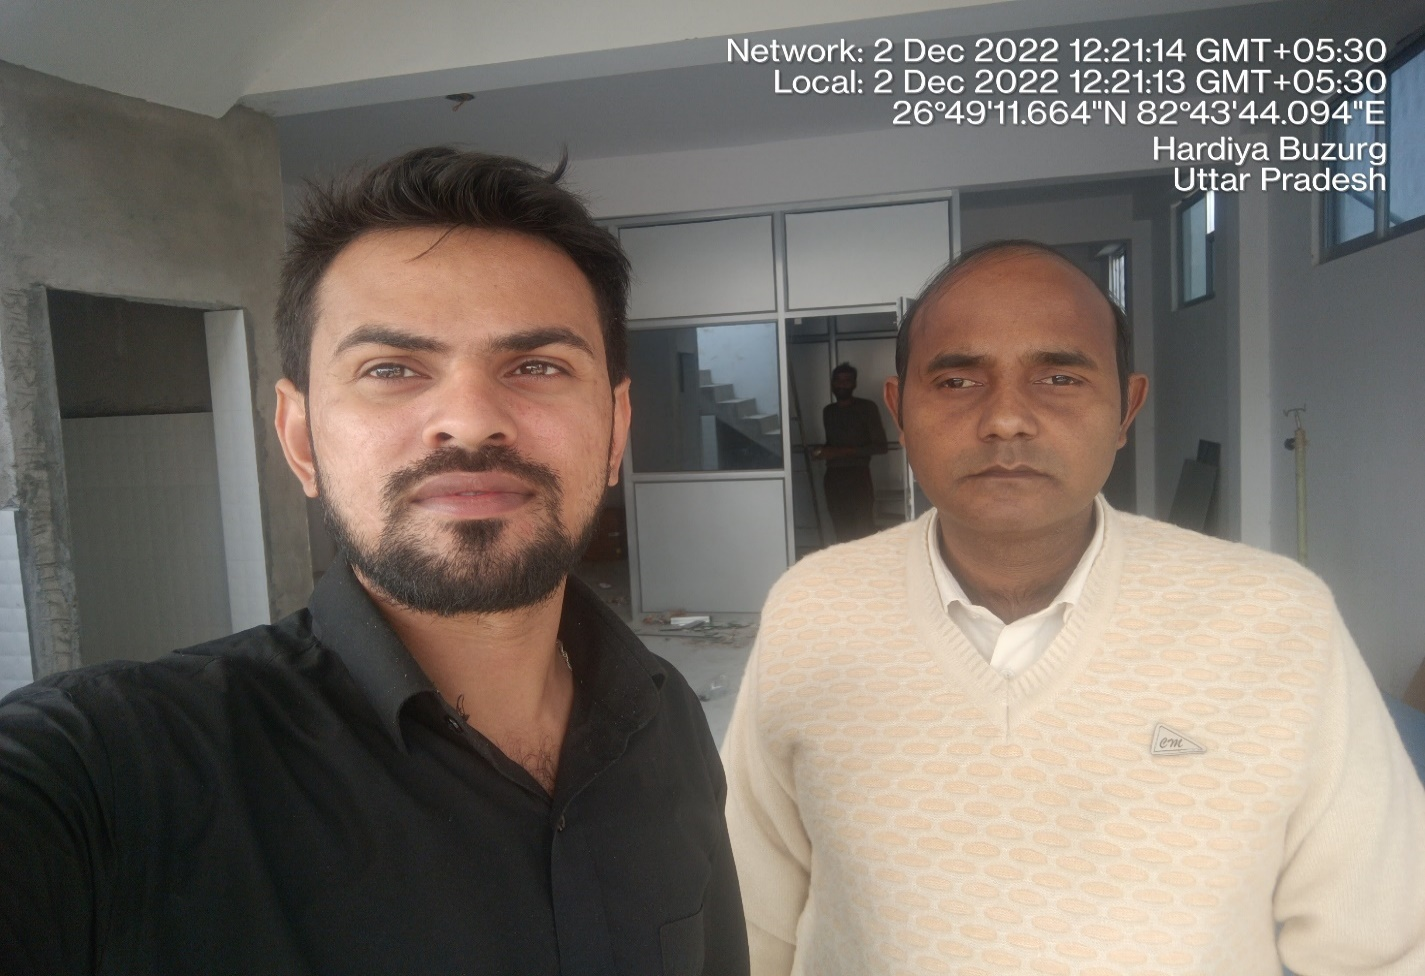 Network: 2 Dec 2022 12:21:14 GMT+05:30
Local: 2 Dec 2022 12:21:13 GMT+05:30
26°49'11.664"N 82°43'44.094"E
Hardiya Buzurg
Uttar Pradesh
CM